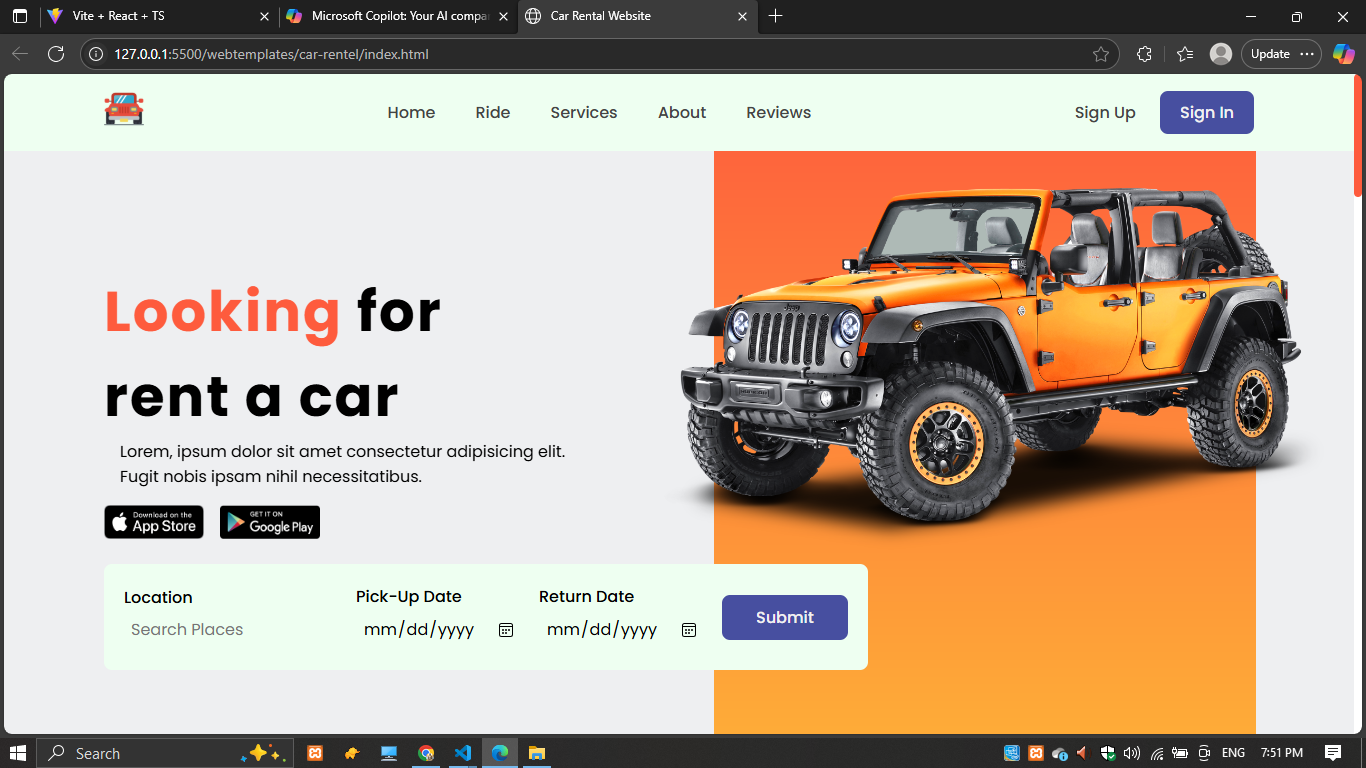 Vite + React + TS
Microsoft Copilot: Your AI compa
Car Rental Website
127.0.0.1:5500/webtemplates/car-rentel/index.html
Update
Home Ride Services About Reviews Sign Up Sign In
Looking for
rent a car
Lorem, ipsum dolor sit amet consectetur adipisicing elit.
Fugit nobis ipsam nihil necessitatibus.
Download on the
App Store
GET IT ON
Google Play
Location Pick-Up Date Return Date
Search Places mm/dd/yyyy mm/dd/yyyy
Submit
Search
ENG 7:51 PM